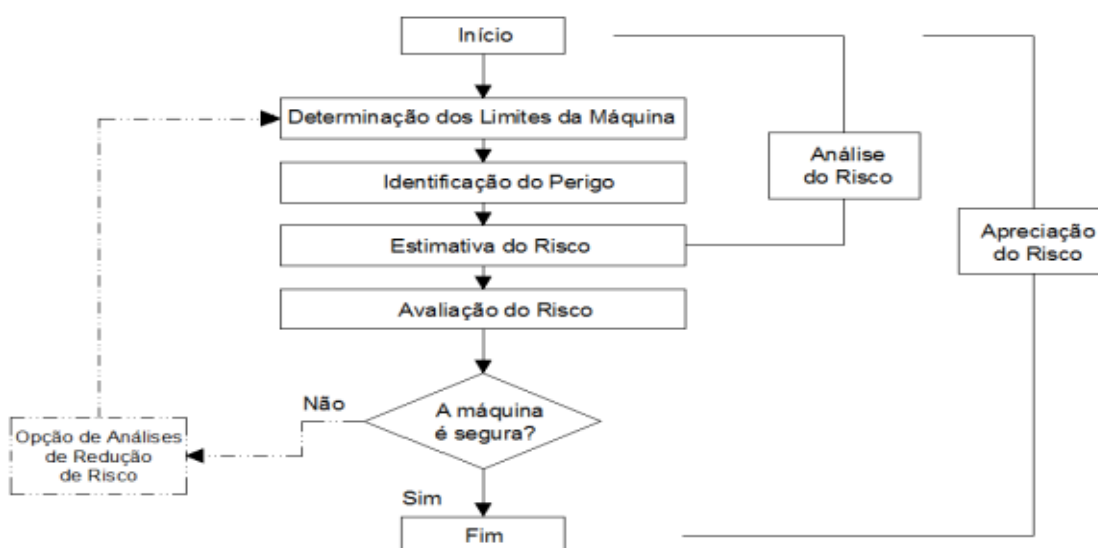 Início
Determinação dos Limites da Máquina
Identificação do Perigo
Estimativa do Risco
Avaliação do Risco
A máquina
é segura?
Não
Opção de Análises
de Redução
de Risco
Sim
Fim
Análise
do Risco
Apreciação
do Risco